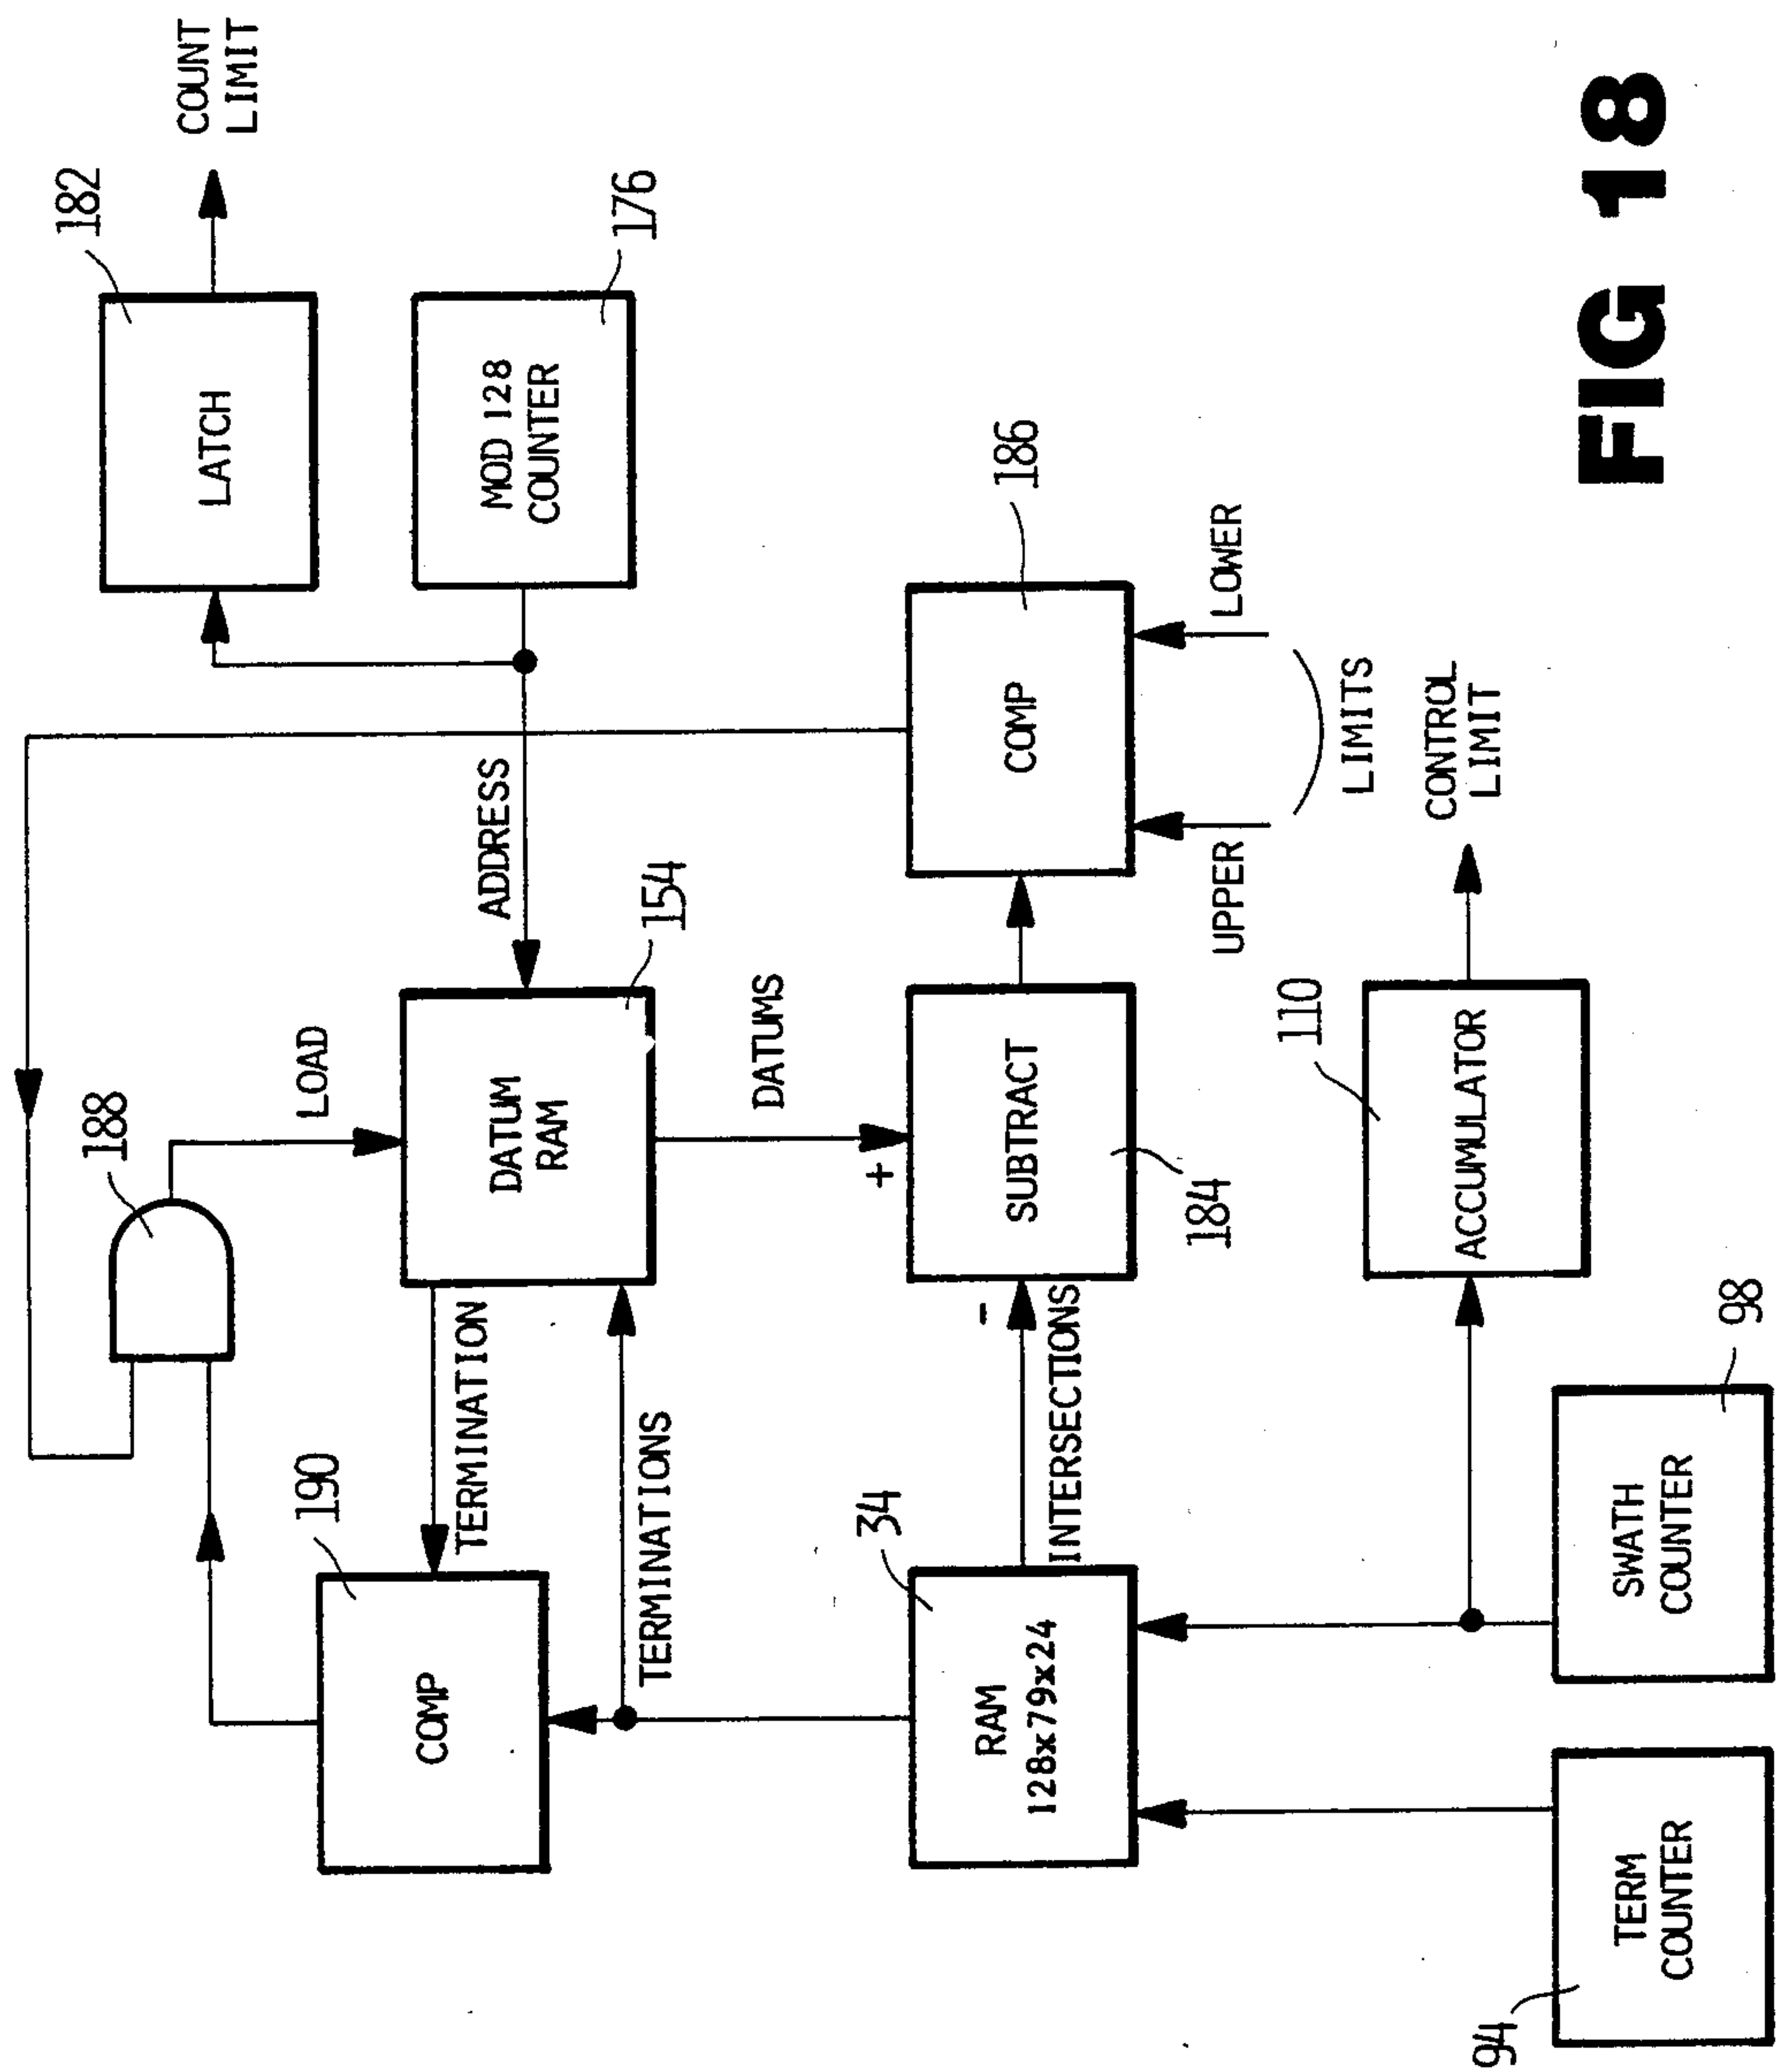 182
LATCH
COUNT
LIMIT
188
LOAD
190
COMP
TERMINATION
TERMINATIONS
DATUM
RAM
154
ADDRESS
MOD 128
COUNTER
176
DATUMS
+
-
34
RAM
128x79x24
INTERSECTIONS
SUBTRACT
184
COMP
186
UPPER
LOWER
LIMITS
110
ACCUMULATOR
CONTROL
LIMIT
94
TERM
COUNTER
SWATH
COUNTER
98
FIG 18